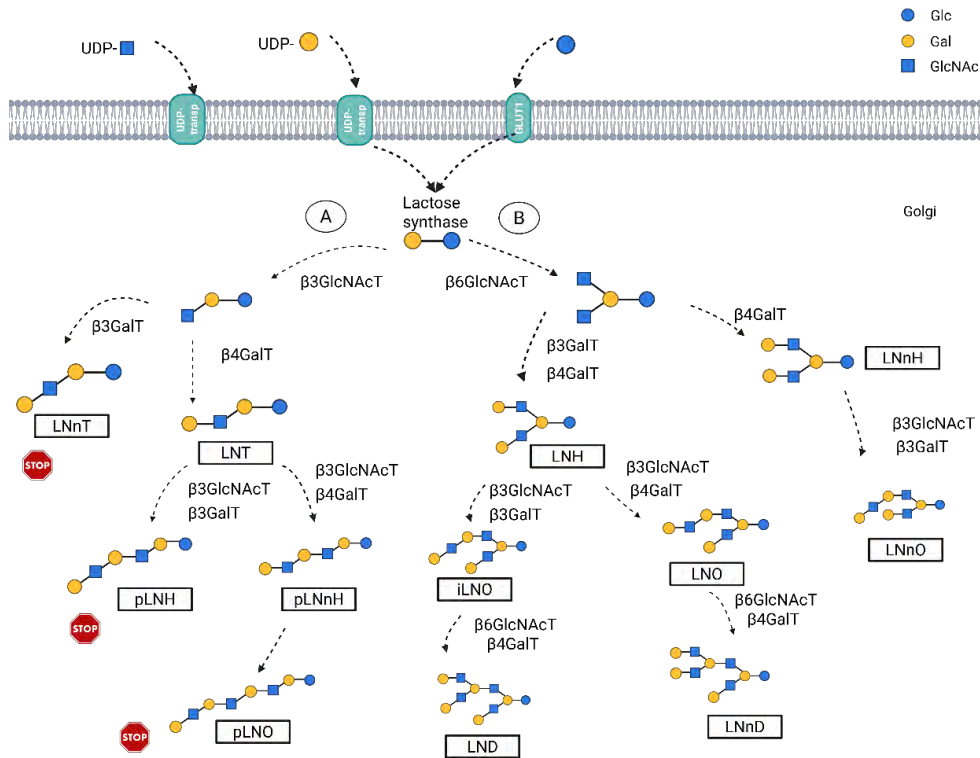 Glc
UDP-
UDP-
Gal
GlcNAc
UDP-
transp
UDP-
transp
GLUT1
Lactose
synthase
A
B
Golgi
β3GlcNAcT
β6GlcNAcT
β3GalT
β4GalT
β3GalT
β4GalT
β4GalT
LNnH
LNnT
STOP
LNT
LNH
β3GlcNAcT
β3GalT
β3GlcNAcT
β3GalT
β3GlcNAcT
β4GalT
β3GlcNAcT
β3GalT
β3GlcNAcT
β4GalT
pLNH
STOP
pLNnH
iLNO
LNO
LNnO
β6GlcNAcT
β4GalT
β6GlcNAcT
β4GalT
STOP
pLNO
LND
LNnD